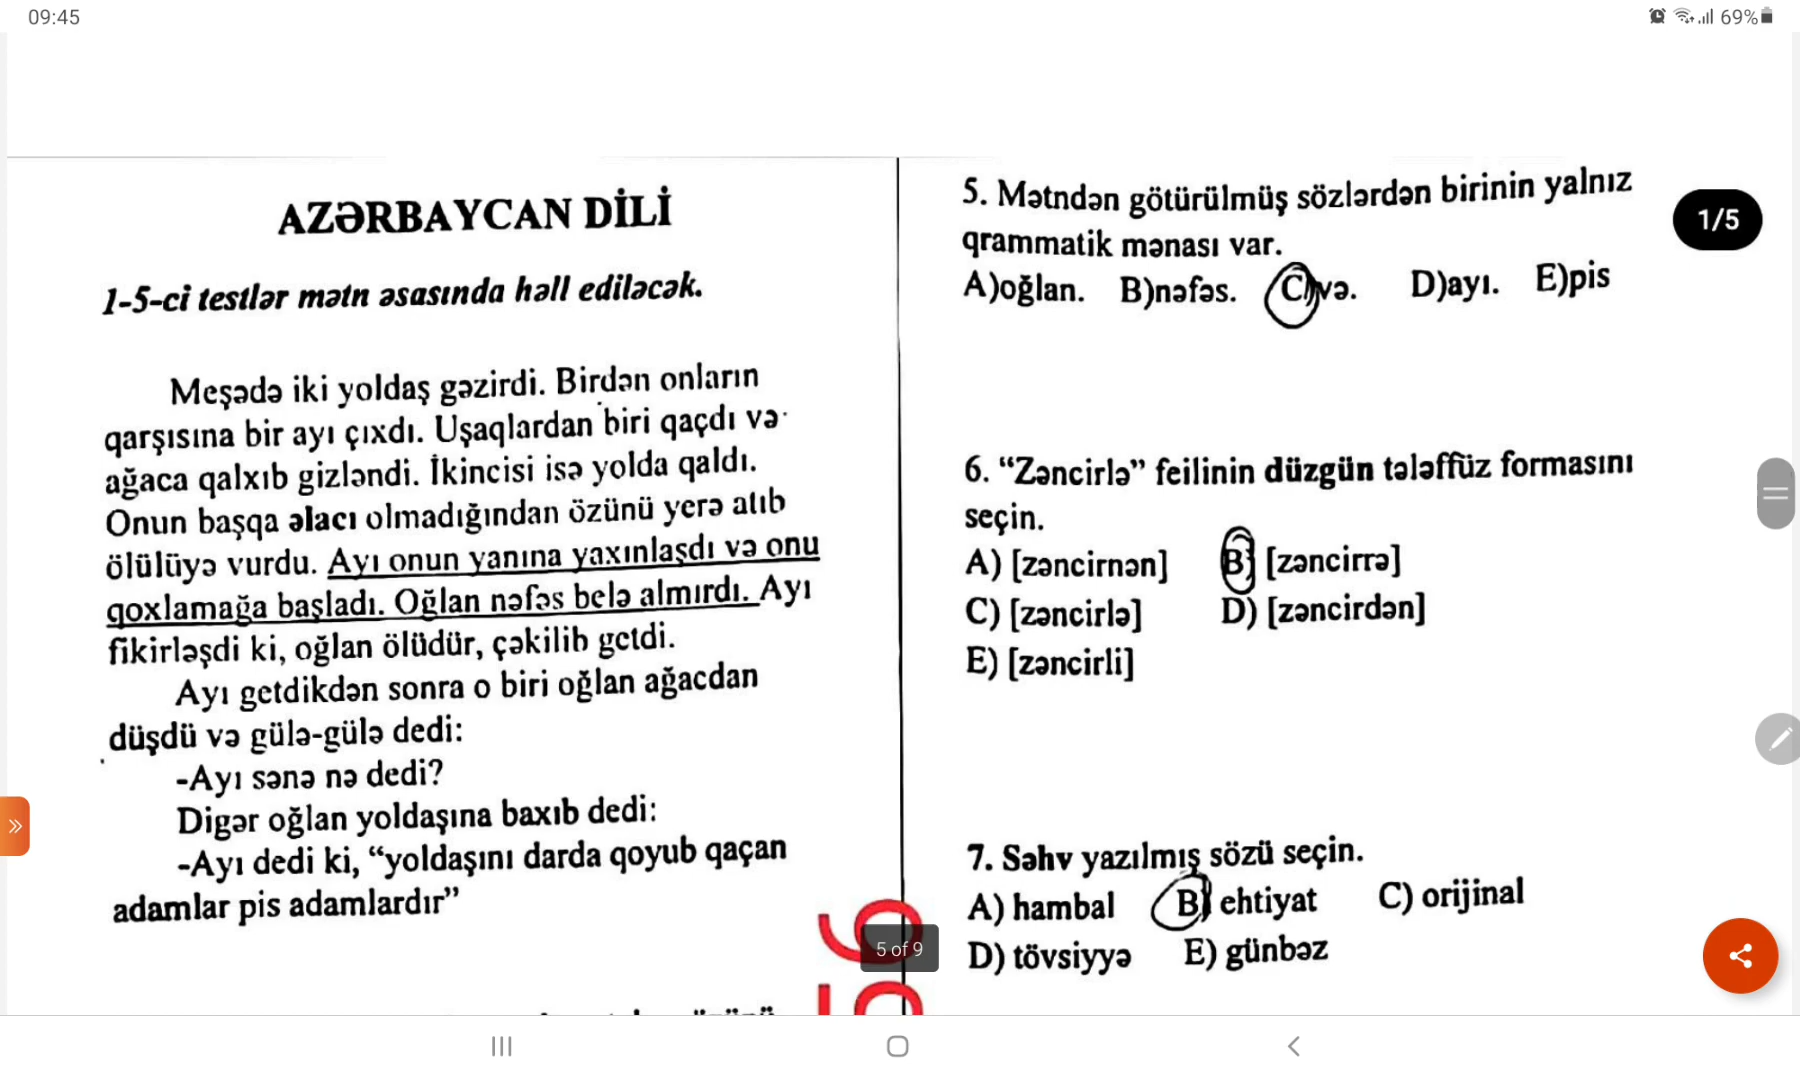 09:45
69%
AZƏRBAYCAN DİLİ
1-5-ci testlər mətn əsasında həll ediləcək.
Meşədə iki yoldaş gəzirdi. Birdən onların
qarşısına bir ayı çıxdı. Uşaqlardan biri qaçdı və
ağaca qalxıb gizləndi. İkincisi isə yolda qaldı.
Onun başqa əlacı olmadığından özünü yerə atıb
ölülüyə vurdu. Ayı onun yanına yaxınlaşdı və onu
qoxlamağa başladı. Oğlan nəfəs belə almırdı. Ayı
fikirləşdi ki, oğlan ölüdür, çəkilib getdi.
Ayı getdikdən sonra o biri oğlan ağacdan
düşdü və gülə-gülə dedi:
-Ayı sənə nə dedi?
Digər oğlan yoldaşına baxıb dedi:
-Ayı dedi ki, “yoldaşını darda qoyub qaçan
adamlar pis adamlardır”
5 of 9
5. Mətndən götürülmüş sözlərdən birinin yalnız
qrammatik mənası var.
A)oğlan. B)nəfəs. C)və. D)ayı. E)pis
6. “Zəncirlə” feilinin düzgün tələffüz formasını
seçin.
A) [zəncirnən] B) [zəncirrə]
C) [zəncirlə] D) [zəncirdən]
E) [zəncirli]
7. Səhv yazılmış sözü seçin.
A) hambal B) ehtiyat C) orijinal
D) tövsiyyə E) günbəz
1/5